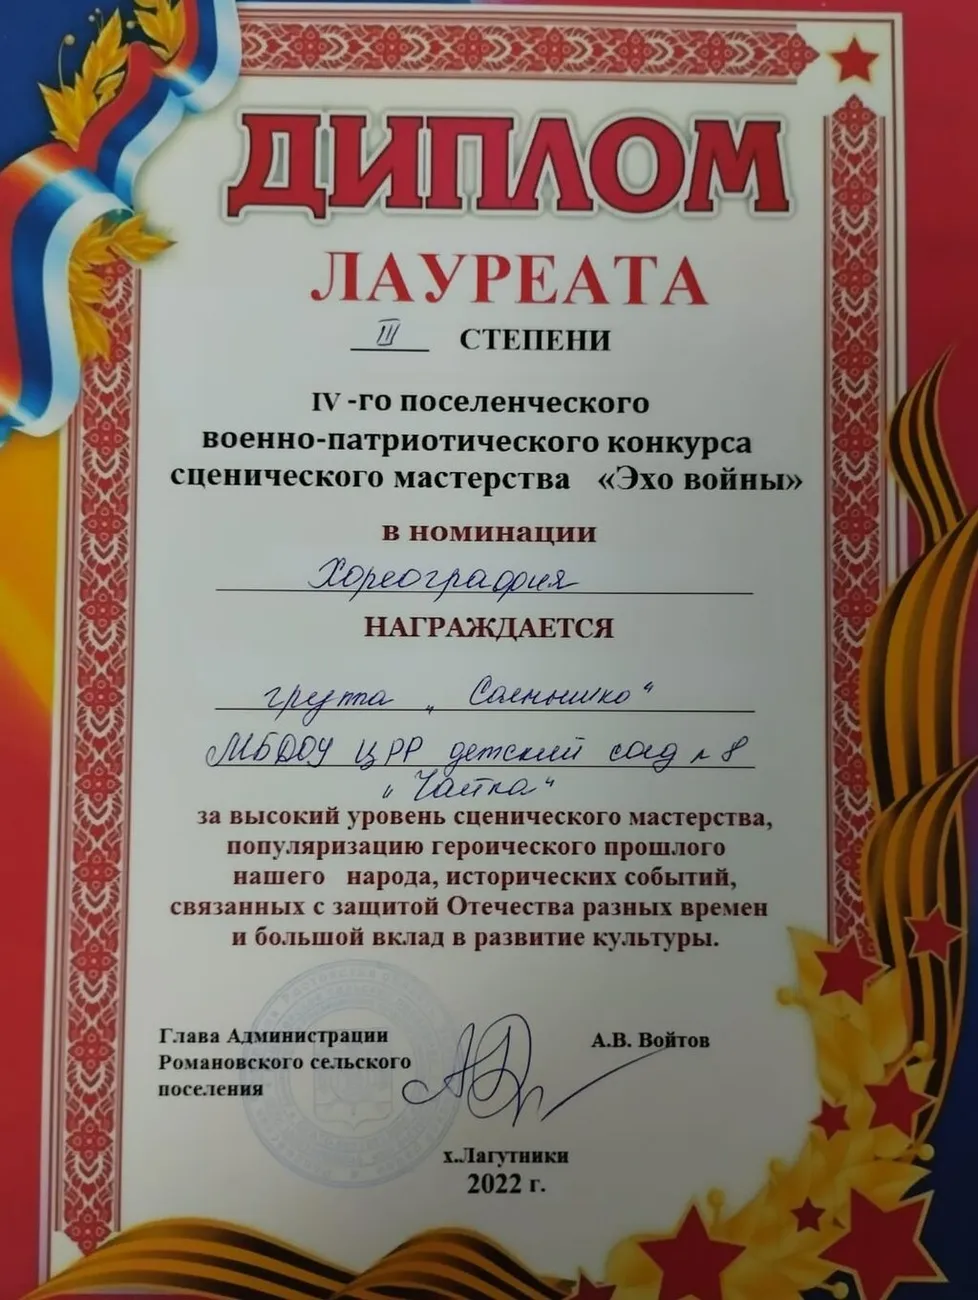 ДИПЛОМ
ЛАУРЕАТА
III СТЕПЕНИ
IV -го поселенческого
военно-патриотического конкурса
сценического мастерства «Эхо войны»
в номинации
Хореография
НАГРАЖДАЕТСЯ
группа „Солнышко“
МБДОУ ЦРР детский сад №8
„Чайка“
за высокий уровень сценического мастерства,
популяризацию героического прошлого
нашего народа, исторических событий,
связанных с защитой Отечества разных времен
и большой вклад в развитие культуры.
Глава Администрации
Романовского сельского
поселения
А.В. Войтов
х..Лагутники
2022 г.